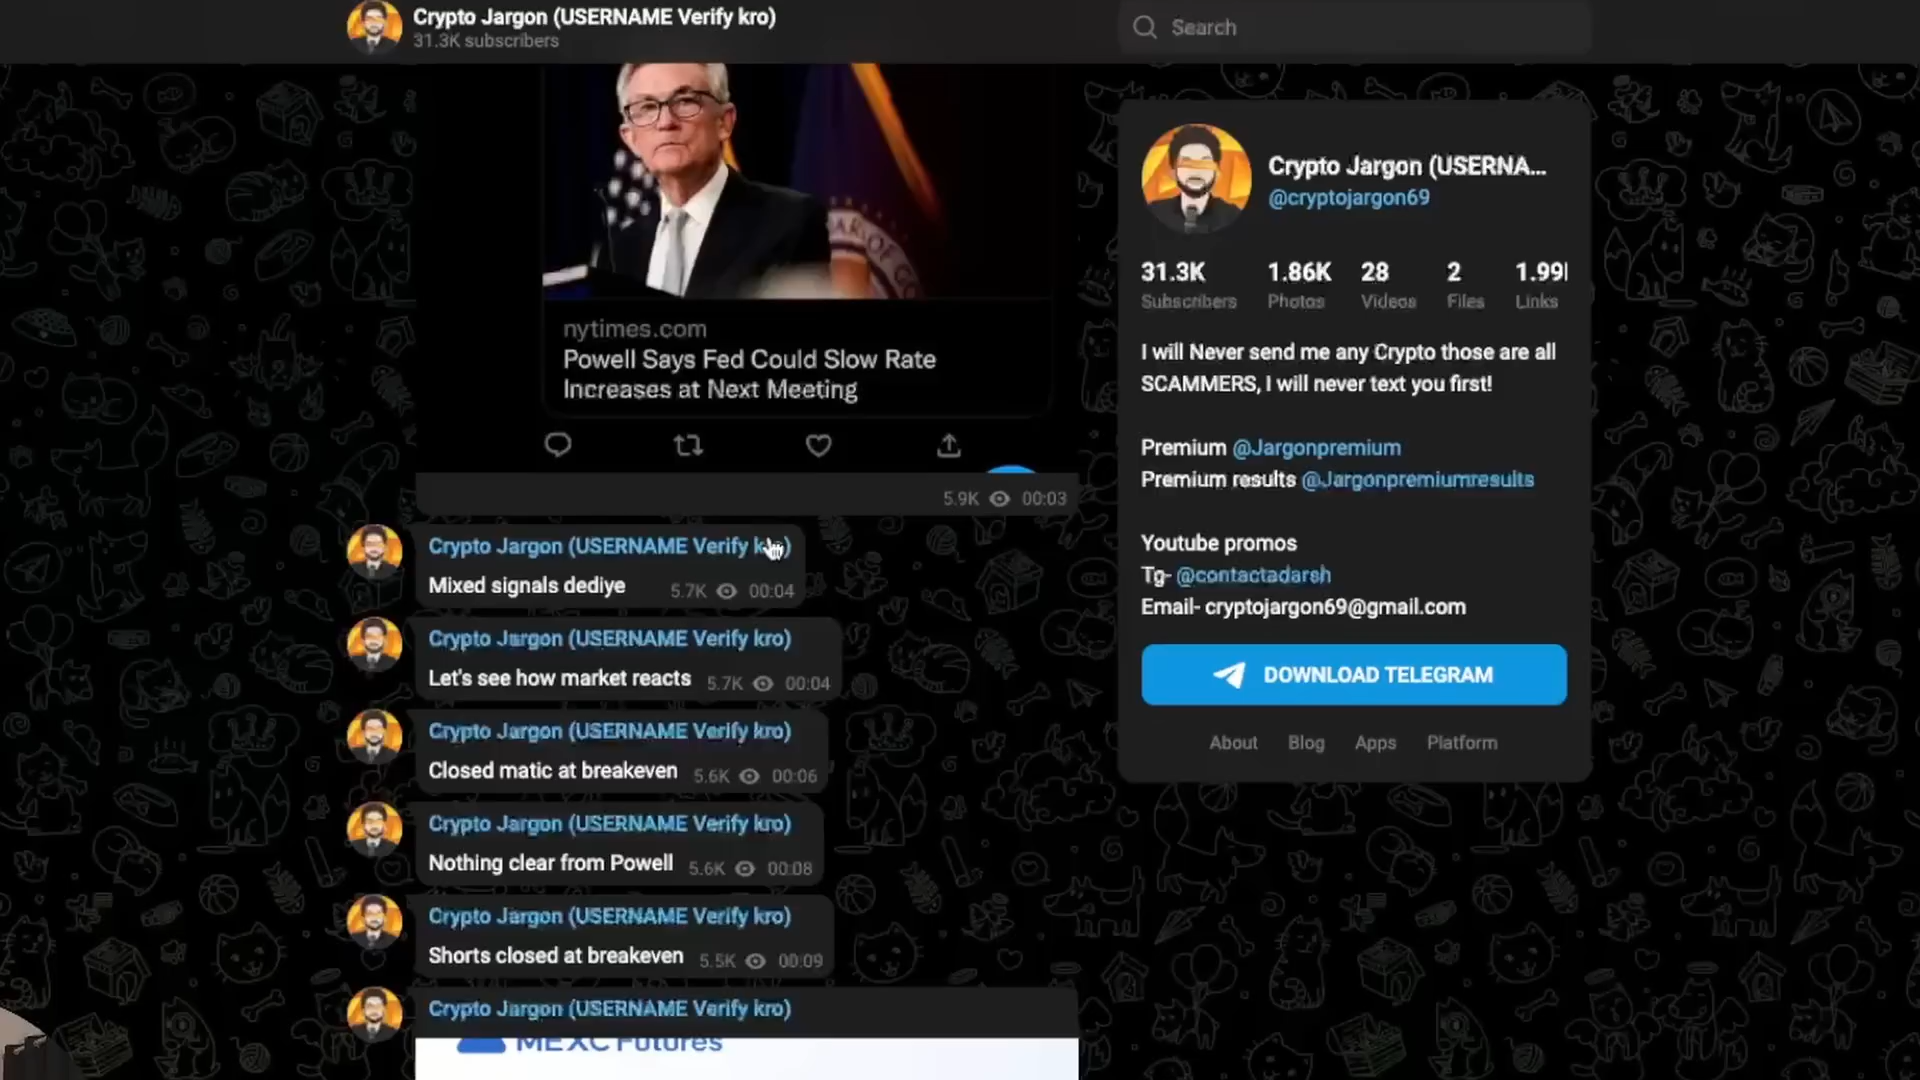 Crypto Jargon (USERNAME Verify kro)
31.3K subscribers
Search
nytimes.com
Powell Says Fed Could Slow Rate
Increases at Next Meeting
5.9K 00:03
Crypto Jargon (USERNAME Verify kro)
Mixed signals dediye 5.7K 00:04
Crypto Jargon (USERNAME Verify kro)
Let's see how market reacts 5.7K 00:04
Crypto Jargon (USERNAME Verify kro)
Closed matic at breakeven 5.6K 00:06
Crypto Jargon (USERNAME Verify kro)
Nothing clear from Powell 5.6K 00:08
Crypto Jargon (USERNAME Verify kro)
Shorts closed at breakeven 5.5K 00:09
Crypto Jargon (USERNAME Verify kro)
MEXC Futures
Crypto Jargon (USERNA...
@cryptojargon69
31.3K 1.86K 28 2 1.99
Subscribers Photos Videos Files Links
I will Never send me any Crypto those are all
SCAMMERS, I will never text you first!
Premium @Jargonpremium
Premium results @Jargonpremiumresults
Youtube promos
Tg- @contactadarsh
Email- cryptojargon69@gmail.com
DOWNLOAD TELEGRAM
About Blog Apps Platform